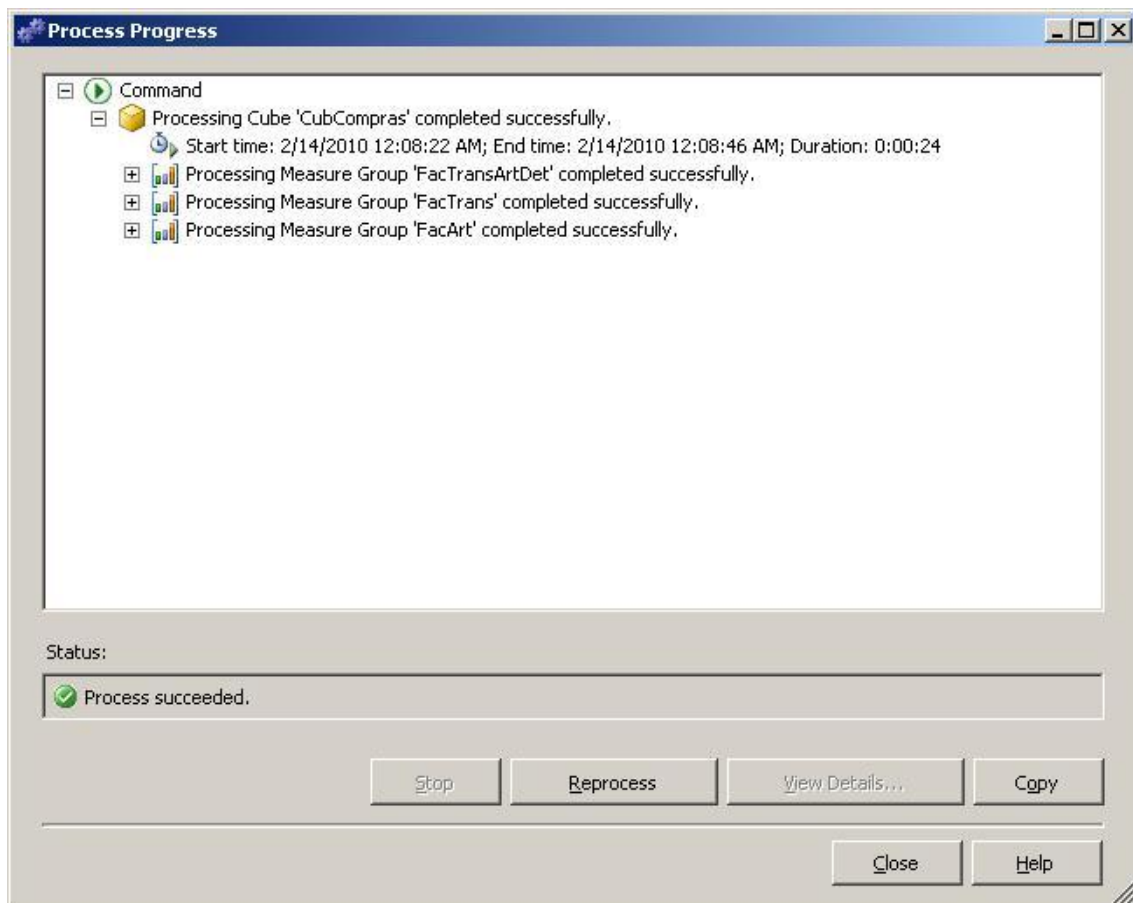 Process Progress
Command
Processing Cube 'CubCompras' completed successfully.
Start time: 2/14/2010 12:08:22 AM; End time: 2/14/2010 12:08:46 AM; Duration: 0:00:24
Processing Measure Group 'FacTransArtDet' completed successfully.
Processing Measure Group 'FacTrans' completed successfully.
Processing Measure Group 'FacArt' completed successfully.
Status:
Process succeeded.
Stop Reprocess View Details... Copy
Close Help